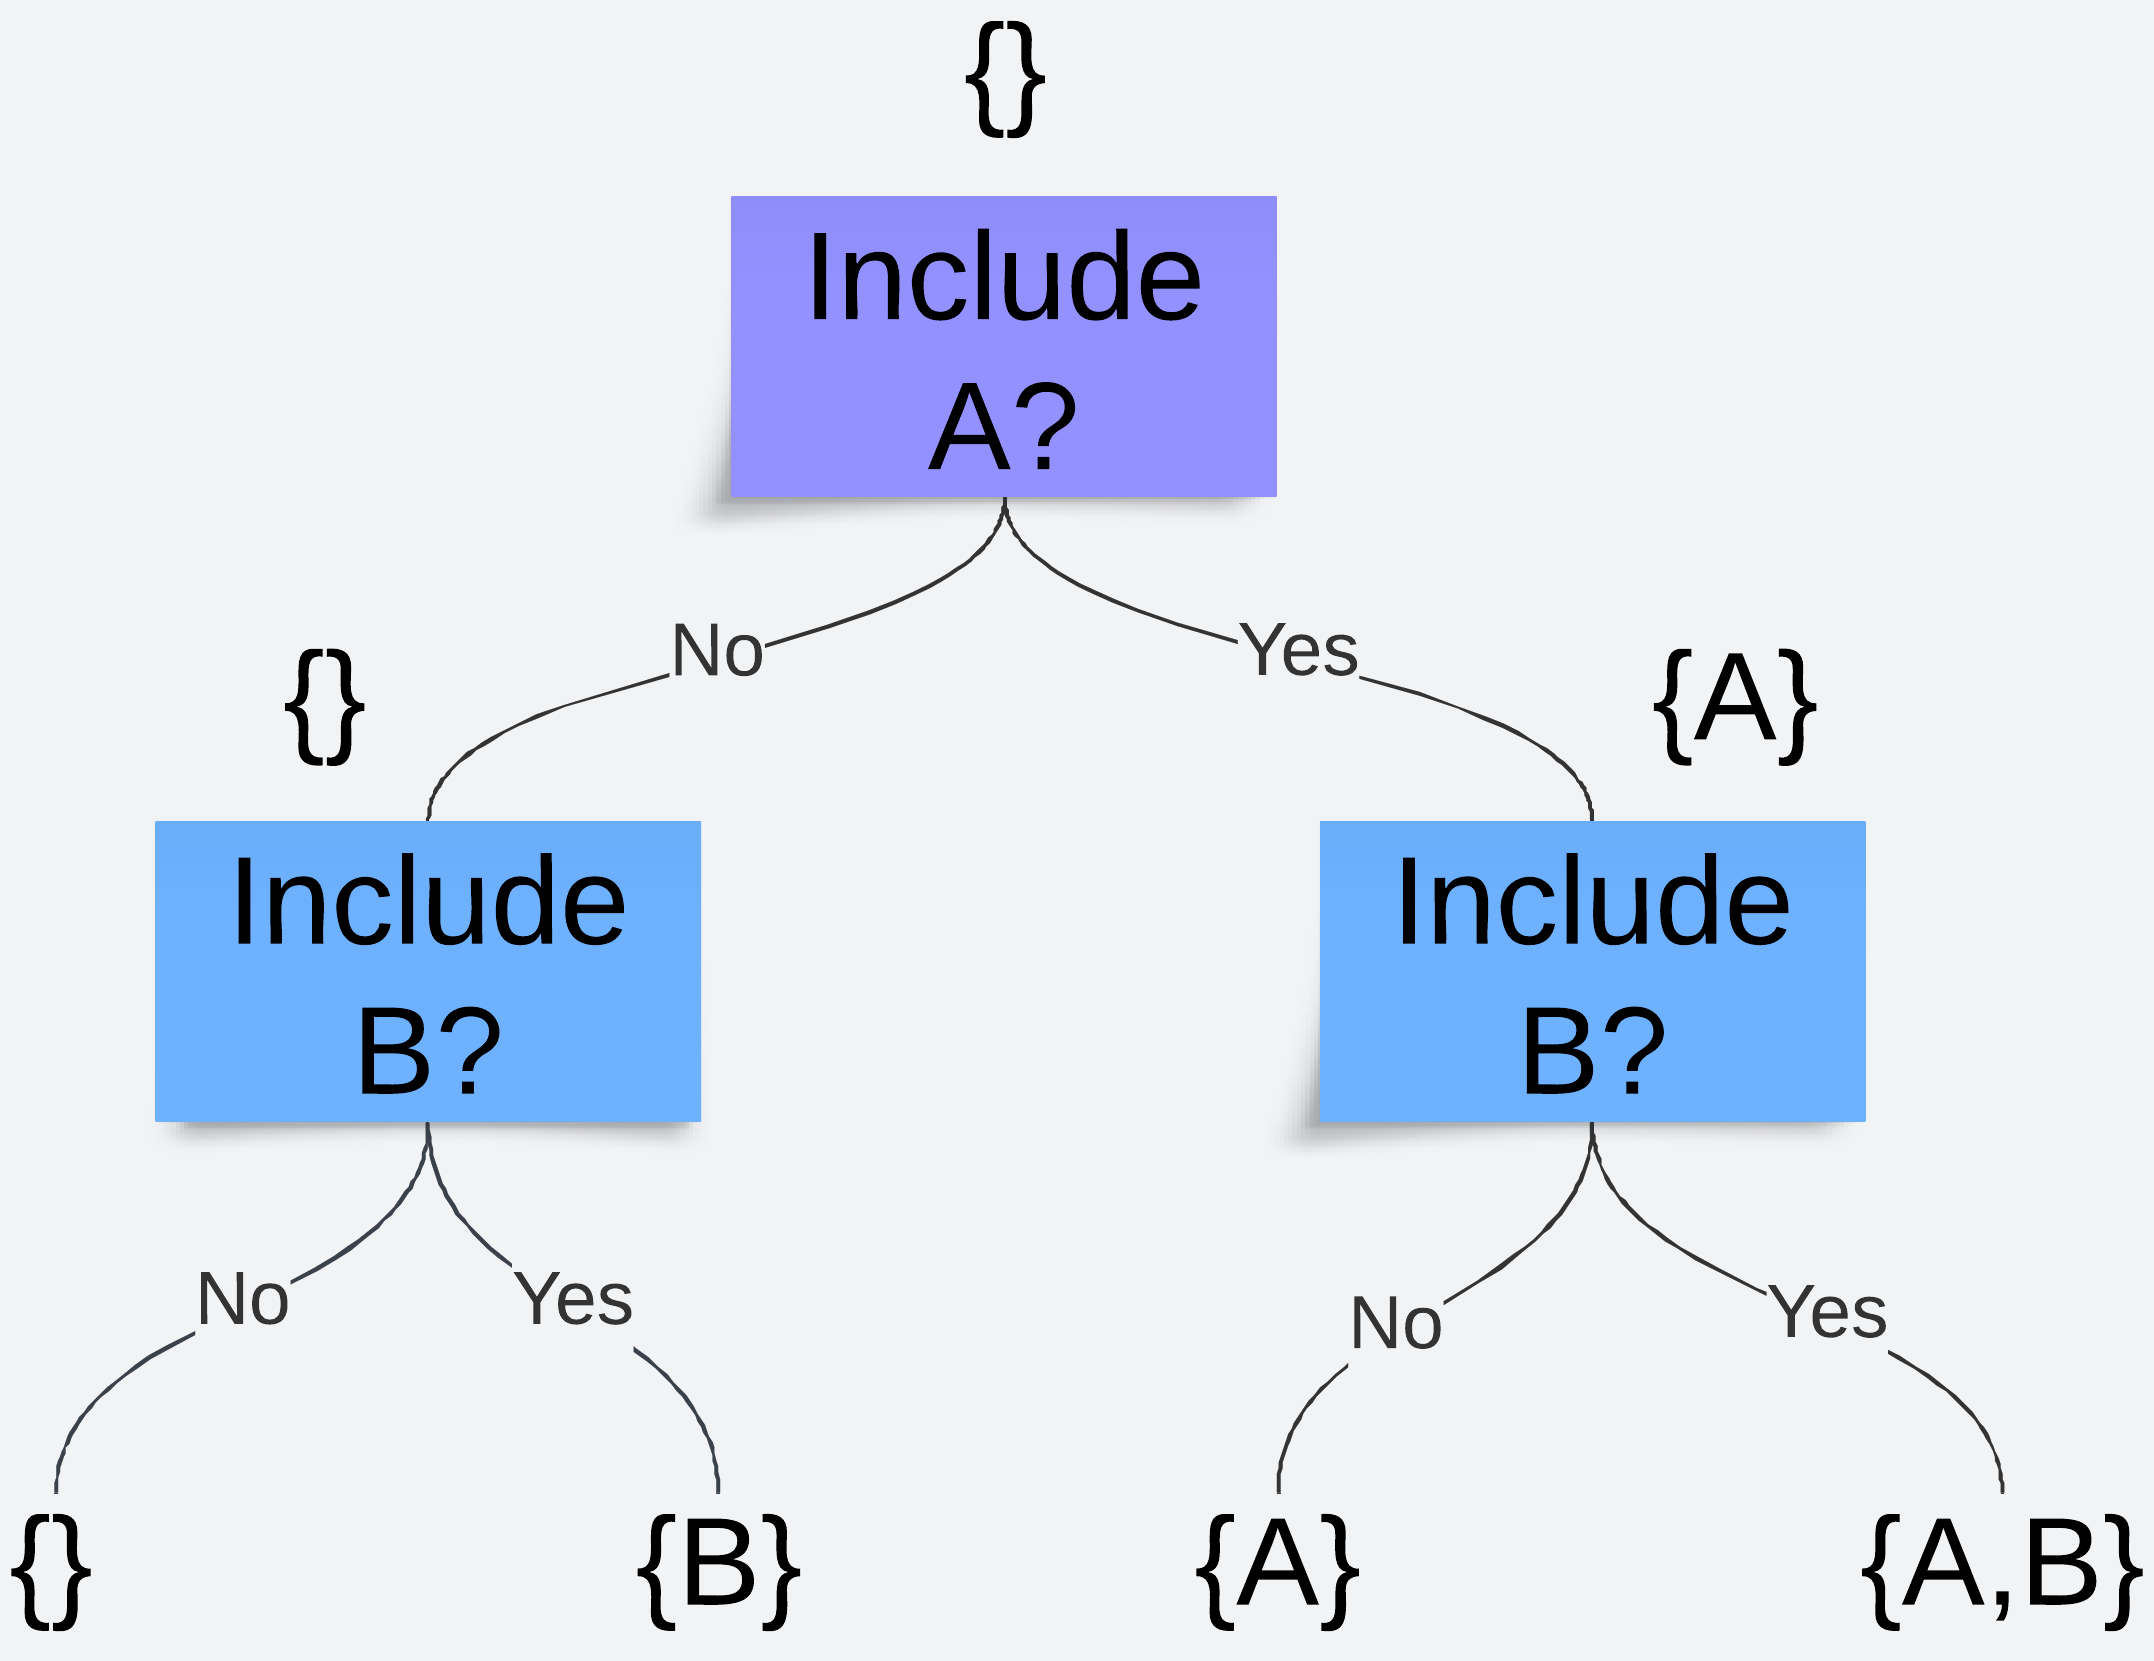 {}
Include
A?
No
Yes
{}
{A}
Include
B?
Include
B?
No
Yes
No
Yes
{}
{B}
{A}
{A,B}